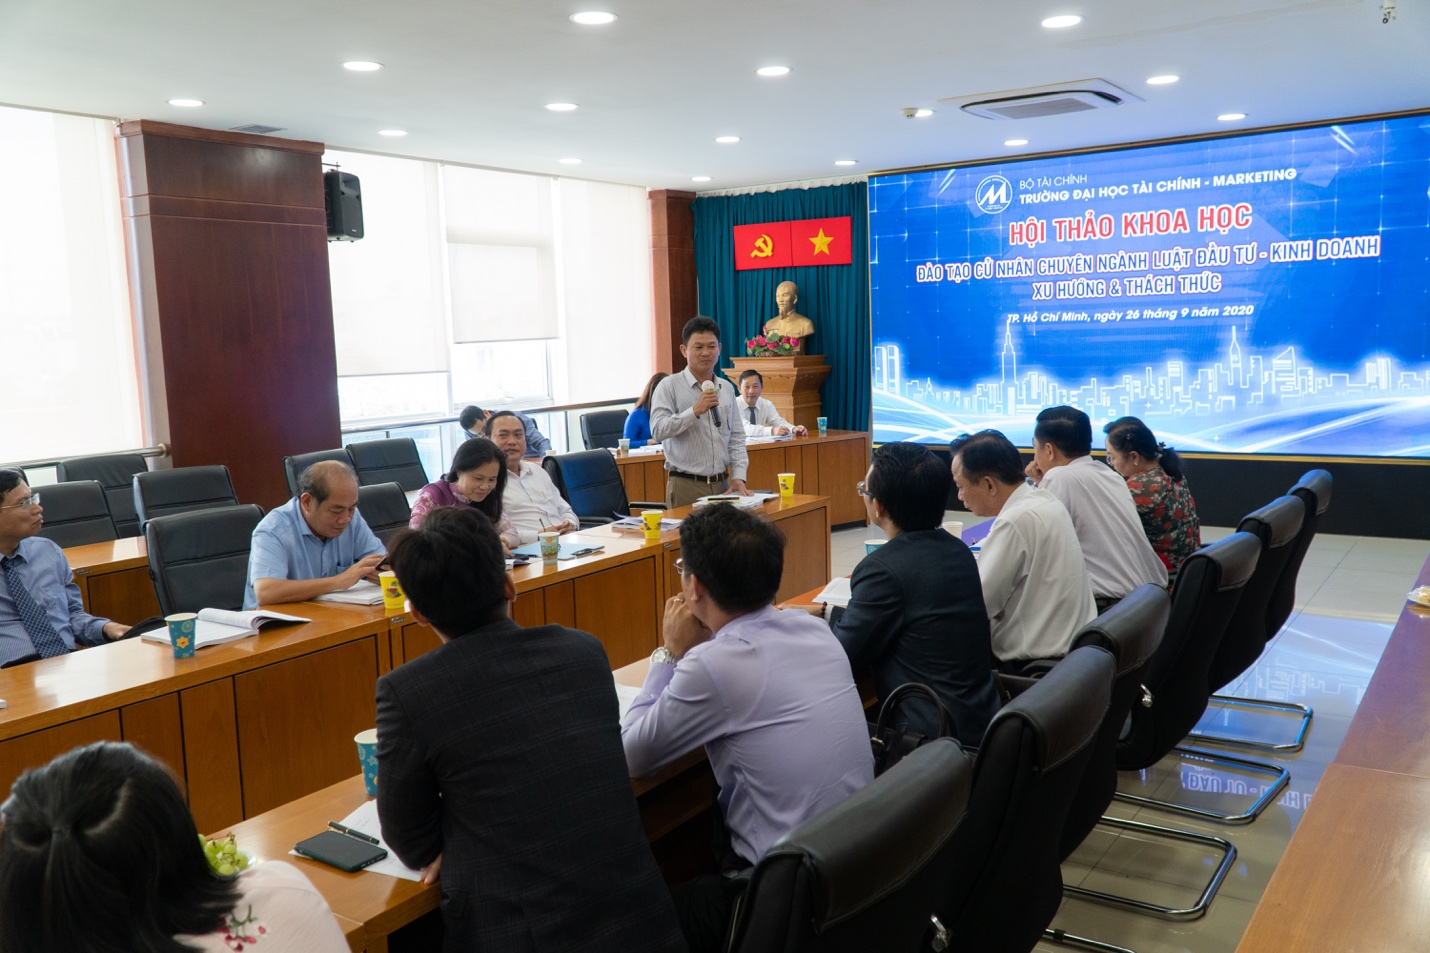 BỘ TÀI CHÍNH
TRƯỜNG ĐẠI HỌC TÀI CHÍNH - MARKETING
HỘI THẢO KHOA HỌC
ĐÀO TẠO CỬ NHÂN CHUYÊN NGÀNH LUẬT ĐẦU TƯ - KINH DOANH
XU HƯỚNG & THÁCH THỨC
TP. Hồ Chí Minh, ngày 26 tháng 9 năm 2020